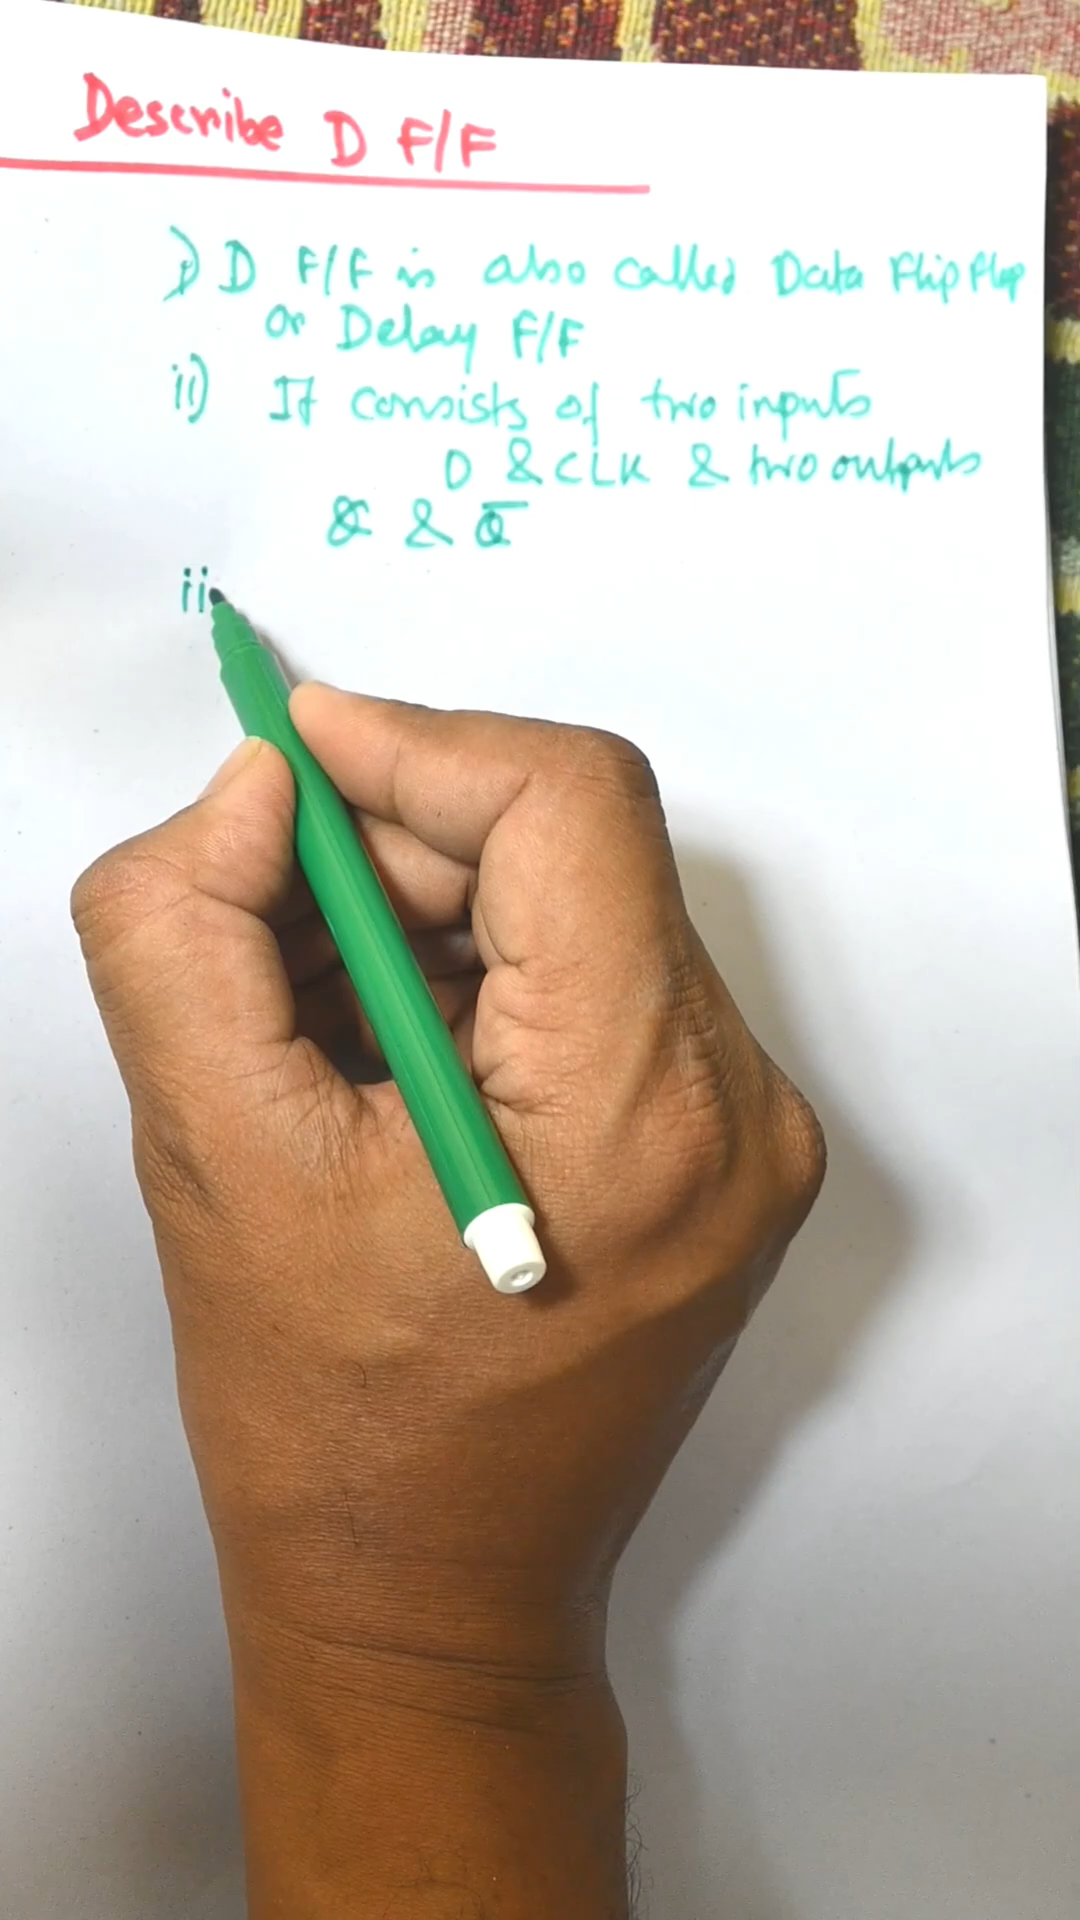 Describe D F/F
i) D F/F is also called Data Flip Flop
or Delay F/F
ii) It consists of two inputs
D & CLK & two outputs
Q & Q̅
ii